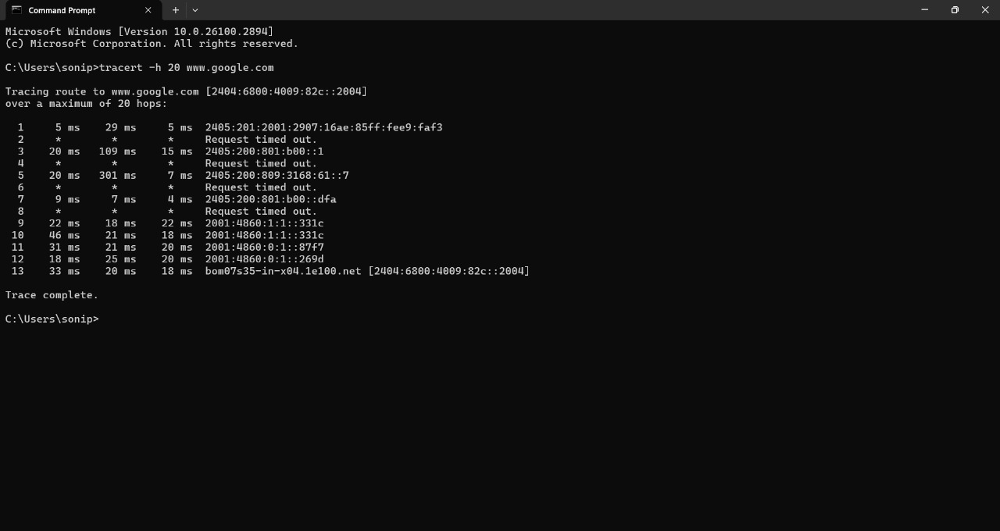 Command Prompt
Microsoft Windows [Version 10.0.26100.2894]
(c) Microsoft Corporation. All rights reserved.
C:\Users\sonip>tracert -h 20 www.google.com
Tracing route to www.google.com [2404:6800:4009:82c::2004]
over a maximum of 20 hops:
  1     5 ms    29 ms     5 ms  2405:201:2001:2907:16ae:85ff:fee9:faf3
  2     *        *        *     Request timed out.
  3    20 ms   109 ms    15 ms  2405:200:801:b00::1
  4     *        *        *     Request timed out.
  5    20 ms   301 ms     7 ms  2405:200:809:3168:61::7
  6     *        *        *     Request timed out.
  7     9 ms     7 ms     4 ms  2405:200:801:b00::dfa
  8     *        *        *     Request timed out.
  9    22 ms    18 ms    22 ms  2001:4860:1:1::331c
 10    46 ms    21 ms    18 ms  2001:4860:1:1::331c
 11    31 ms    21 ms    20 ms  2001:4860:0:1::87f7
 12    18 ms    25 ms    20 ms  2001:4860:0:1::269d
 13    33 ms    20 ms    18 ms  bom07s35-in-x04.1e100.net [2404:6800:4009:82c::2004]
Trace complete.
C:\Users\sonip>